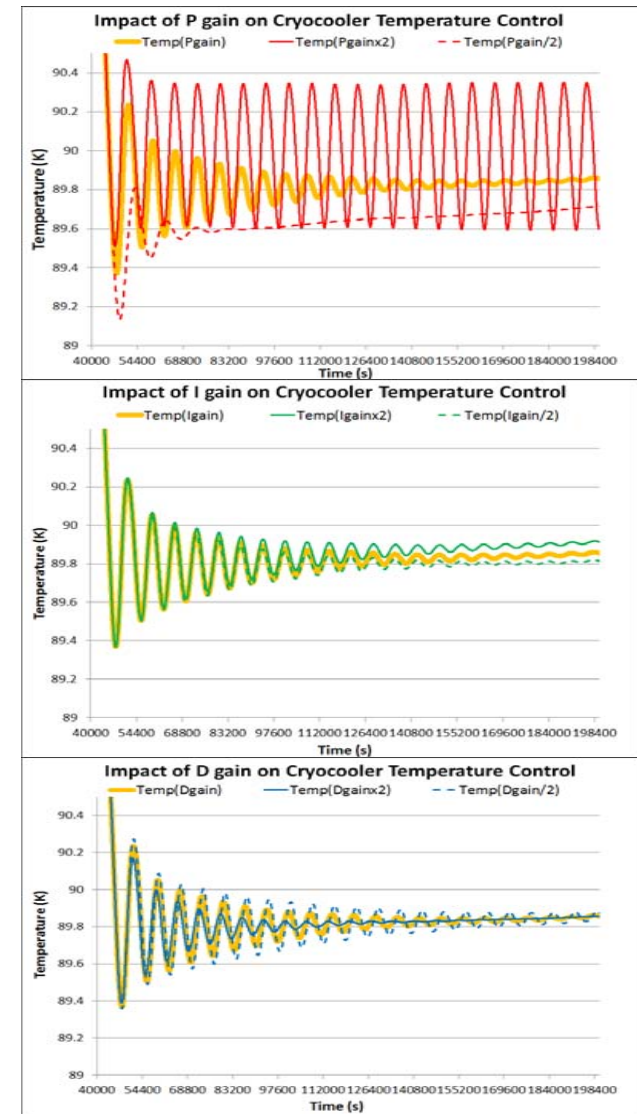 Impact of P gain on Cryocooler Temperature Control
Temp(Pgain) Temp(Pgainx2) Temp(Pgain/2)
90.4
90.2
90
89.8
89.6
89.4
89.2
89
Temperature (K)
40000 54400 68800 83200 97600 112000 126400 140800 155200 169600 184000 198400
Time (s)
Impact of I gain on Cryocooler Temperature Control
Temp(Igain) Temp(Igainx2) Temp(Igain/2)
90.4
90.2
90
89.8
89.6
89.4
89.2
89
Temperature (K)
40000 54400 68800 83200 97600 112000 126400 140800 155200 169600 184000 198400
Time (s)
Impact of D gain on Cryocooler Temperature Control
Temp(Dgain) Temp(Dgainx2) Temp(Dgain/2)
90.4
90.2
90
89.8
89.6
89.4
89.2
89
Temperature (K)
40000 54400 68800 83200 97600 112000 126400 140800 155200 169600 184000 198400
Time (s)